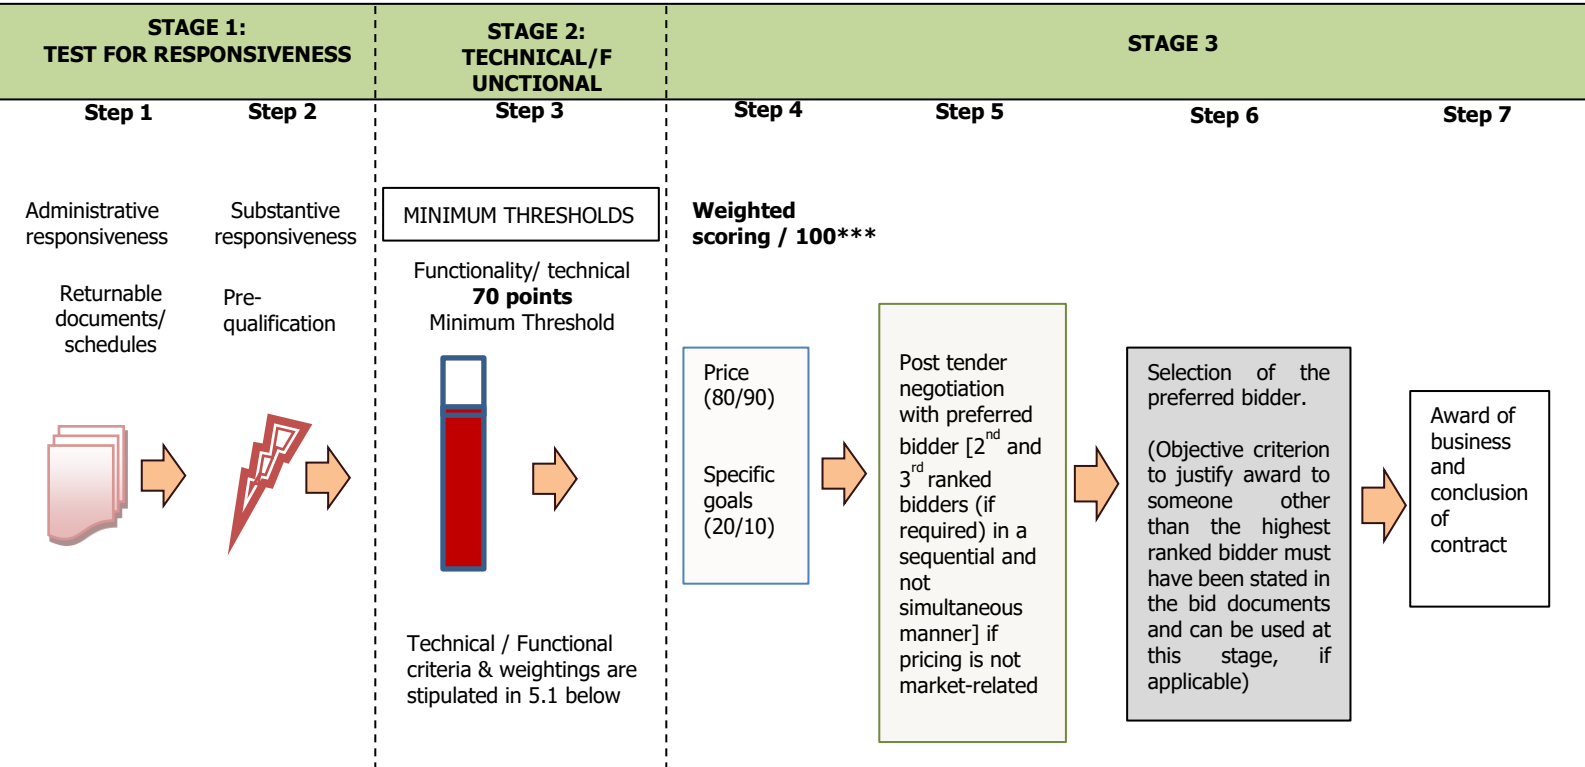 STAGE 1:
TEST FOR RESPONSIVENESS
STAGE 2:
TECHNICAL/F
UNCTIONAL
STAGE 3
Step 1
Step 2
Step 3
Step 4
Step 5
Step 6
Step 7
Administrative
responsiveness
Returnable
documents/
schedules
Substantive
responsiveness
Pre-
qualification
MINIMUM THRESHOLDS
Functionality/ technical
70 points
Minimum Threshold
Technical / Functional
criteria & weightings are
stipulated in 5.1 below
Weighted
scoring / 100***
Price
(80/90)
Specific
goals
(20/10)
Post tender
negotiation
with preferred
bidder [2nd and
3rd ranked
bidders (if
required) in a
sequential and
not
simultaneous
manner] if
pricing is not
market-related
Selection of the
preferred bidder.
(Objective criterion
to justify award to
someone other
than the highest
ranked bidder must
have been stated in
the bid documents
and can be used at
this stage, if
applicable)
Award of
business
and
conclusion
of
contract